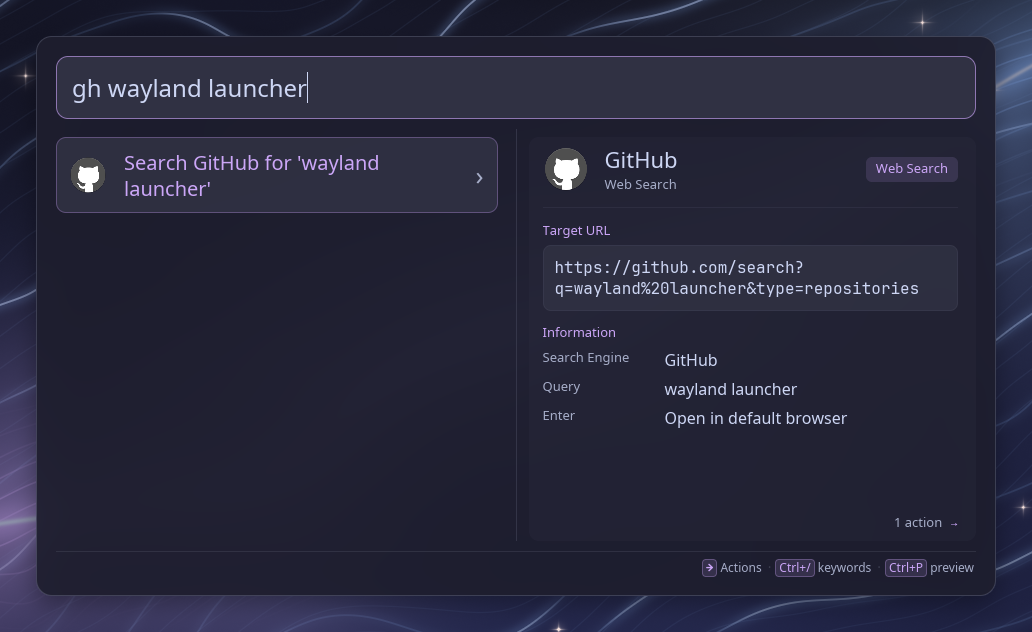 gh wayland launcher
Search GitHub for 'wayland
launcher'
GitHub
Web Search
Web Search
Target URL
https://github.com/search?
q=wayland%20launcher&type=repositories
Information
Search Engine GitHub
Query wayland launcher
Enter Open in default browser
1 action →
→ Actions · Ctrl+/ keywords · Ctrl+P preview